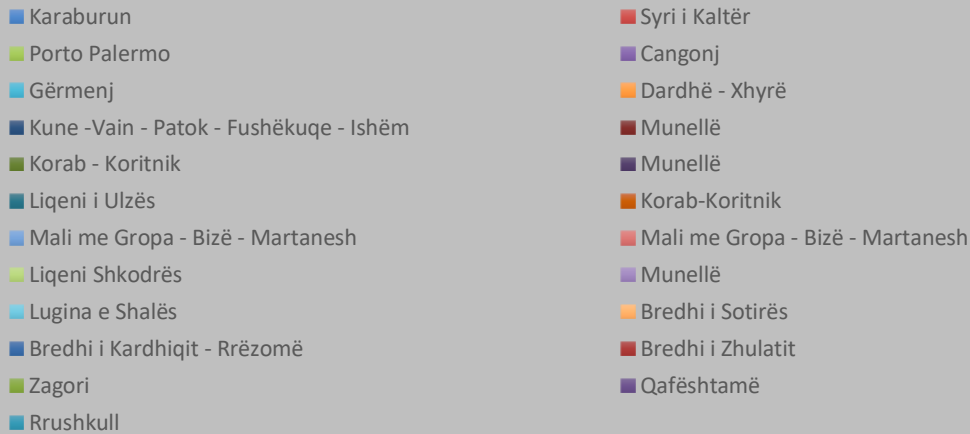 Karaburun
Syri i Kaltër
Porto Palermo
Cangonj
Gërmenj
Dardhë - Xhyrë
Kune -Vain - Patok - Fushëkuqe - Ishëm
Munellë
Korab - Koritnik
Munellë
Liqeni i Ulzës
Korab-Koritnik
Mali me Gropa - Bizë - Martanesh
Mali me Gropa - Bizë - Martanesh
Liqeni Shkodrës
Munellë
Lugina e Shalës
Bredhi i Sotirës
Bredhi i Kardhiqit - Rrëzomë
Bredhi i Zhulatit
Zagori
Qafështamë
Rrushkull